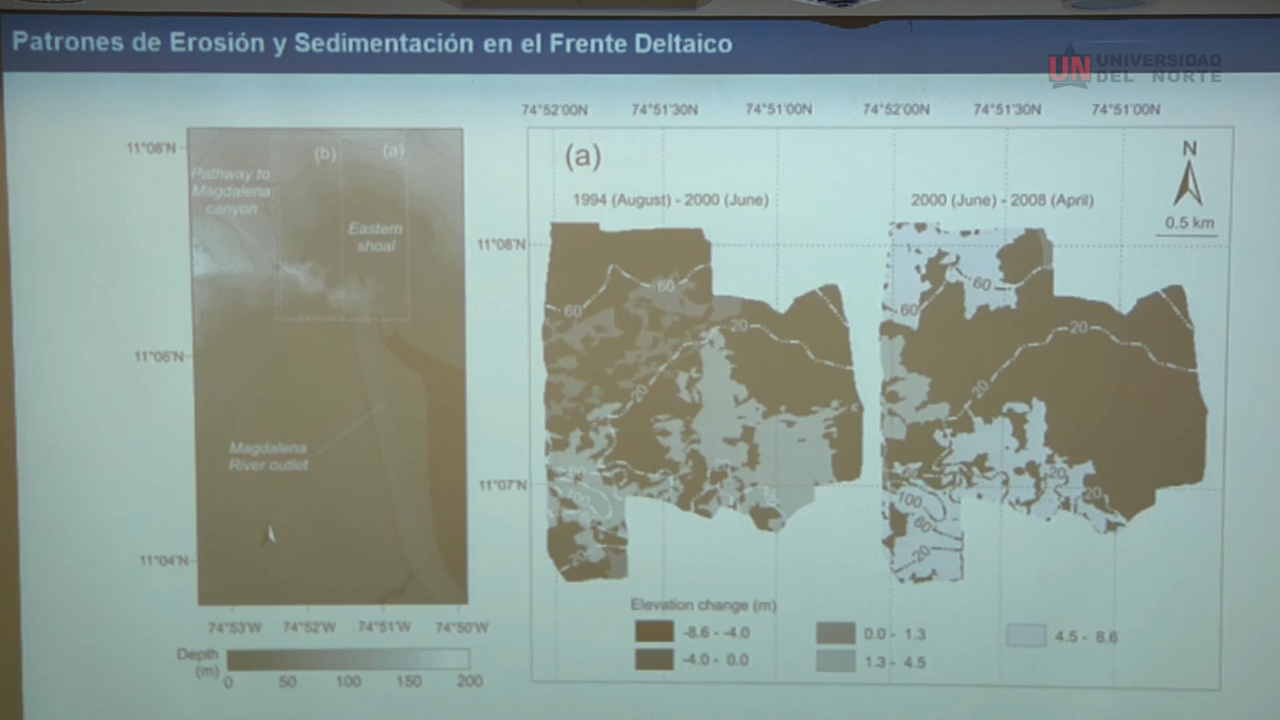 Patrones de Erosión y Sedimentación en el Frente Deltaico
UN UNIVERSIDAD
DEL NORTE
11°08'N
11°06'N
11°04'N
Pathway to
Magdalena
canyon
(b)
(a)
Eastern
shoal
Magdalena
River outlet
74°53'W 74°52'W 74°51'W 74°50'W
Depth
(m)
0 50 100 150 200
74°52'00N 74°51'30N 74°51'00N 74°52'00N 74°51'30N 74°51'00N
(a)
N
0.5 km
1994 (August) - 2000 (June)
2000 (June) - 2008 (April)
11°08'N
11°07'N
60
60
20
20
100
20
60
60
20
20
100
60
20
20
20
Elevation change (m)
-8.6 - -4.0
-4.0 - 0.0
0.0 - 1.3
1.3 - 4.5
4.5 - 8.6